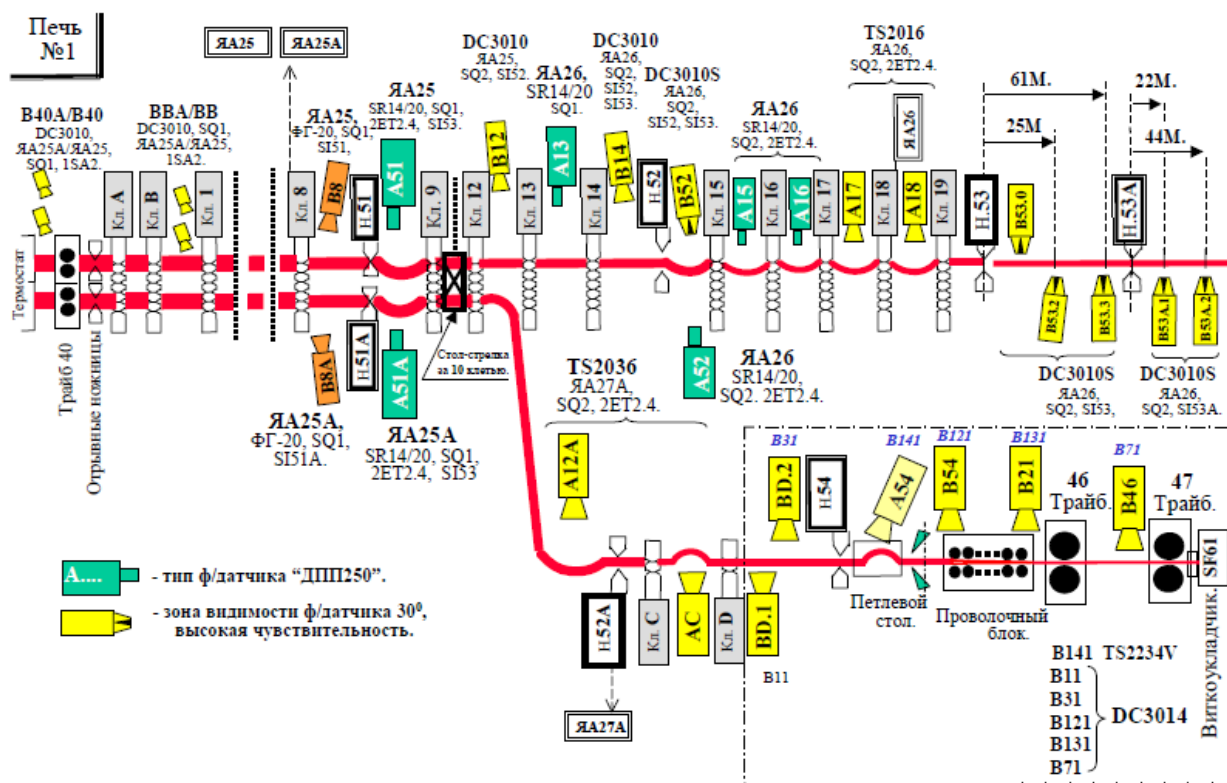 Печь
№1
ЯА25
ЯА25А
B40A/B40
DC3010,
ЯА25А/ЯА25,
SQ1, 1SA2.
BBA/BB
DC3010, SQ1,
ЯА25А/ЯА25,
1SA2.
ЯА25,
ФГ-20, SQ1,
SI51,
ЯА25
SR14/20, SQ1,
2ET2.4, SI53.
DC3010
ЯА25,
SQ2, SI52.
ЯА26,
SR14/20
SQ1.
DC3010
ЯА26,
SQ2,
SI52,
SI53.
DC3010S
ЯА26,
SQ2,
SI52, SI53.
ЯА26
SR14/20,
SQ2, 2ET2.4.
TS2016
ЯА26,
SQ2, 2ET2.4.
ЯА26
61М.
25М
22М.
44М.
Термостат
Трайб 40
Отрывные ножницы
Кл. А
Кл. В
Кл. 1
Кл. 8
B8
Н.51
A51
Кл. 9
Кл. 12
B12
Кл. 13
A13
Кл. 14
B14
Н.52
B52
Кл. 15
A15
Кл. 16
A16
Кл. 17
A17
Кл. 18
A18
Кл. 19
Н.53
B53.0
Н.53А
B53.2
B53.3
B53A.1
B53A.2
B8A
Н51А
A51A
Стол-стрелка
за 10 клетью.
A52
ЯА26
SR14/20,
SQ2. 2ET2.4.
DC3010S
ЯА26,
SQ2, SI53,
DC3010S
ЯА26,
SQ2, SI53A.
ЯА25А,
ФГ-20, SQ1,
SI51A.
ЯА25А
SR14/20, SQ1,
2ET2.4, SI53
TS2036
ЯА27А,
SQ2, 2ET2.4.
A12A
B31
BD.2
Н.54
B141
A54
B121
B54
B131
B21
46
Трайб.
B71
B46
47
Трайб.
SF61
Н.52А
Кл. С
AC
Кл. D
BD.1
B11
Петлевой
стол.
Проволочный
блок.
Виткоукладчик.
ЯА27А
А.....
- тип ф/датчика “ДПП250”.
- зона видимости ф/датчика 30⁰,
высокая чувствительность.
B141 TS2234V
B11
B31
B121
B131
B71
DC3014